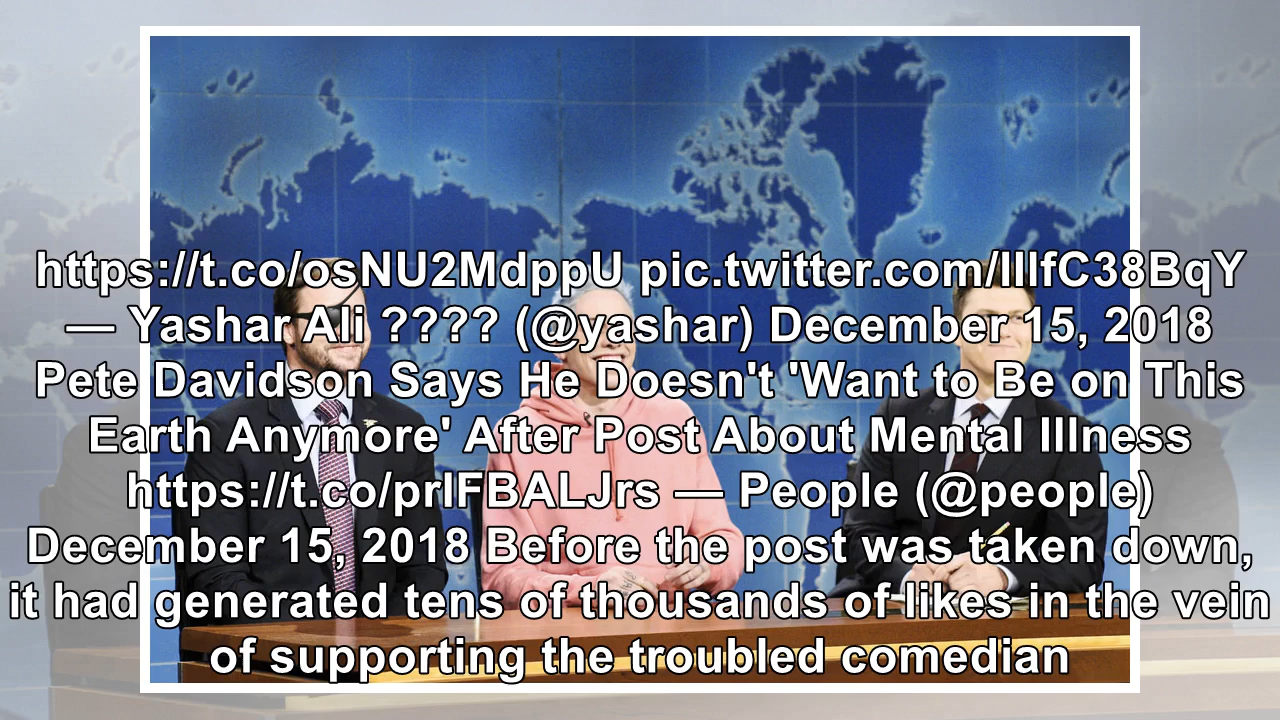 https://t.co/osNU2MdppU pic.twitter.com/IIIfC38BqY
— Yashar Ali ???? (@yashar) December 15, 2018
Pete Davidson Says He Doesn't 'Want to Be on This
Earth Anymore' After Post About Mental Illness
https://t.co/prIFBALJrs — People (@people)
December 15, 2018 Before the post was taken down,
it had generated tens of thousands of likes in the vein
of supporting the troubled comedian